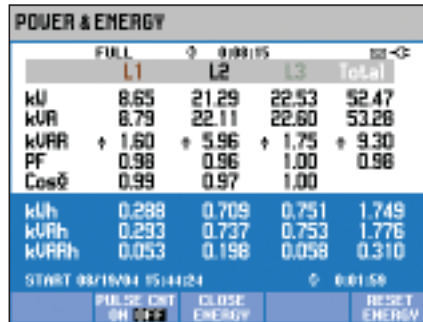 POWER & ENERGY
FULL 0:08:15
L1 L2 L3 Total
kW 8.65 21.29 22.53 52.47
kVA 8.79 22.11 22.60 53.28
kVAR 1.60 5.96 1.75 9.30
PF 0.98 0.96 1.00 0.98
CosΦ 0.99 0.97 1.00
kWh 0.288 0.709 0.751 1.749
kVAh 0.293 0.737 0.753 1.776
kVARh 0.053 0.198 0.058 0.310
START 08/19/04 15:44:24 0:01:59
PULSE CNT CLOSE RESET
ON OFF ENERGY ENERGY